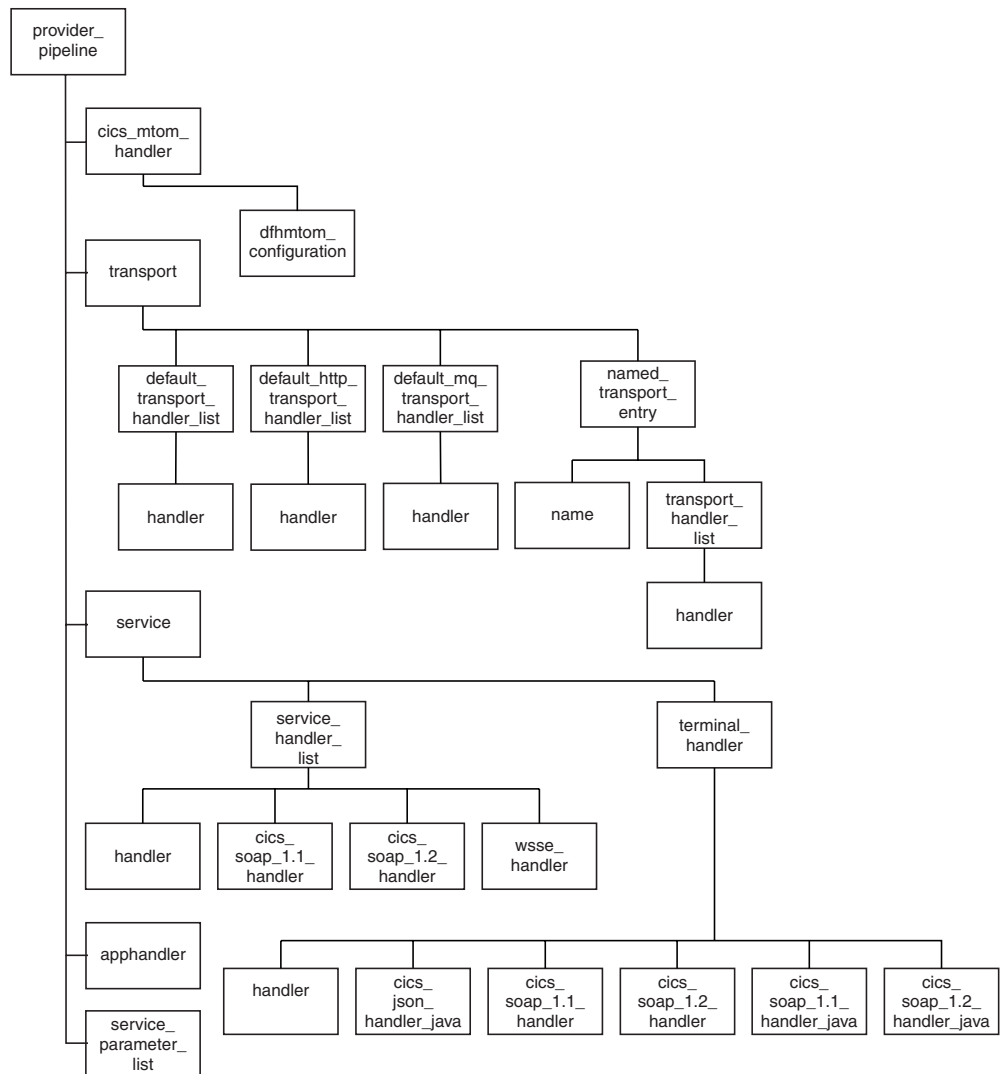 provider_
pipeline
cics_mtom_
handler
dfhmtom_
configuration
transport
default_
transport_
handler_list
default_http_
transport_
handler_list
default_mq_
transport_
handler_list
named_
transport_
entry
handler
handler
handler
name
transport_
handler_
list
handler
service
service_
handler_
list
terminal_
handler
handler
cics_
soap_1.1_
handler
cics_
soap_1.2_
handler
wsse_
handler
apphandler
handler
cics_
json_
handler_java
cics_
soap_1.1_
handler
cics_
soap_1.2_
handler
cics_
soap_1.1_
handler_java
cics_
soap_1.2_
handler_java
service_
parameter_
list